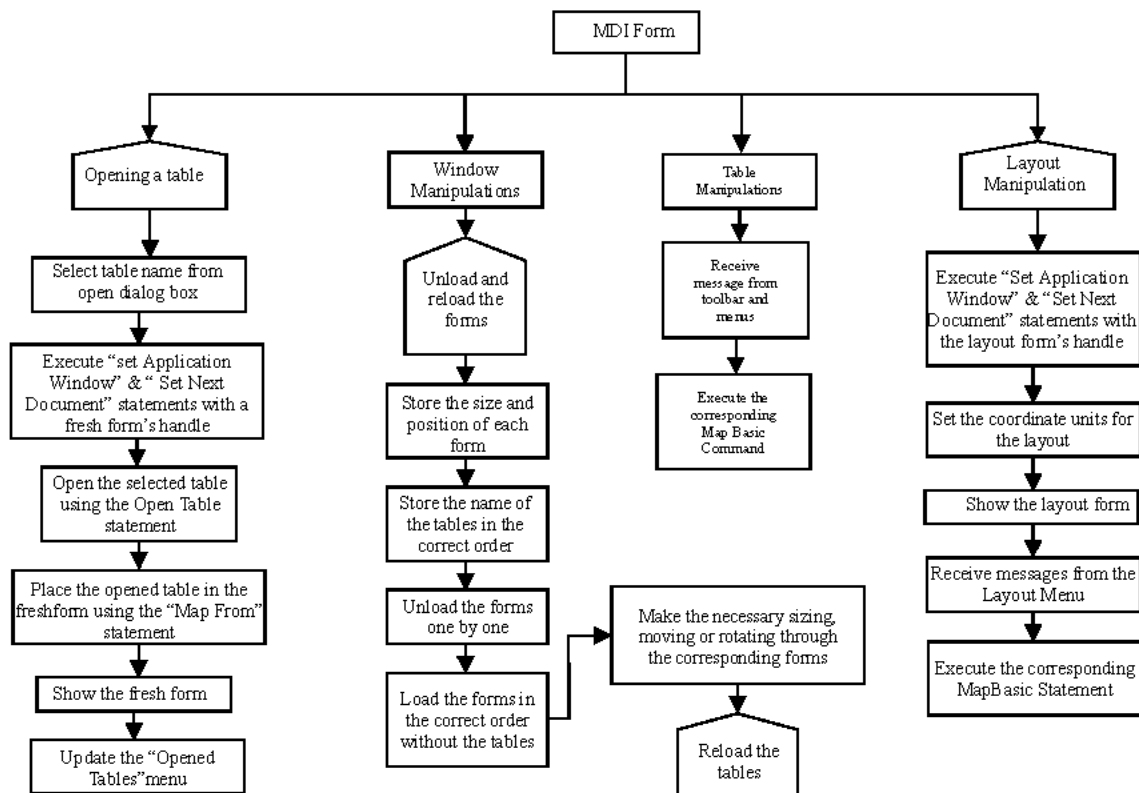 MDI Form
Opening a table
Select table name from
open dialog box
Execute “set Application
Window” & “ Set Next
Document” statements with a
fresh form’s handle
Open the selected table
using the Open Table
statement
Place the opened table in the
freshform using the “Map From”
statement
Show the fresh form
Update the “Opened
Tables”menu
Window
Manipulations
Unload and
reload the
forms
Store the size and
position of each
form
Store the name of
the tables in the
correct order
Unload the forms
one by one
Load the forms in
the correct order
without the tables
Make the necessary sizing,
moving or rotating through
the corresponding forms
Reload the
tables
Table
Manipulations
Receive
message from
toolbar and
menus
Execute the
corresponding
Map Basic
Command
Layout
Manipulation
Execute “Set Application
Window” & “Set Next
Document” statements with
the layout form’s handle
Set the coordinate units for
the layout
Show the layout form
Receive messages from the
Layout Menu
Execute the corresponding
MapBasic Statement